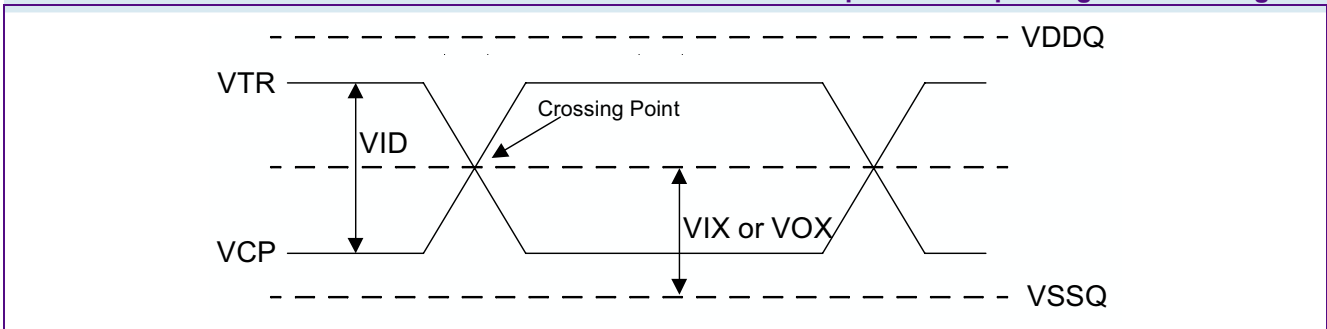 VDDQ
VTR
Crossing Point
VID
VIX or VOX
VCP
VSSQ